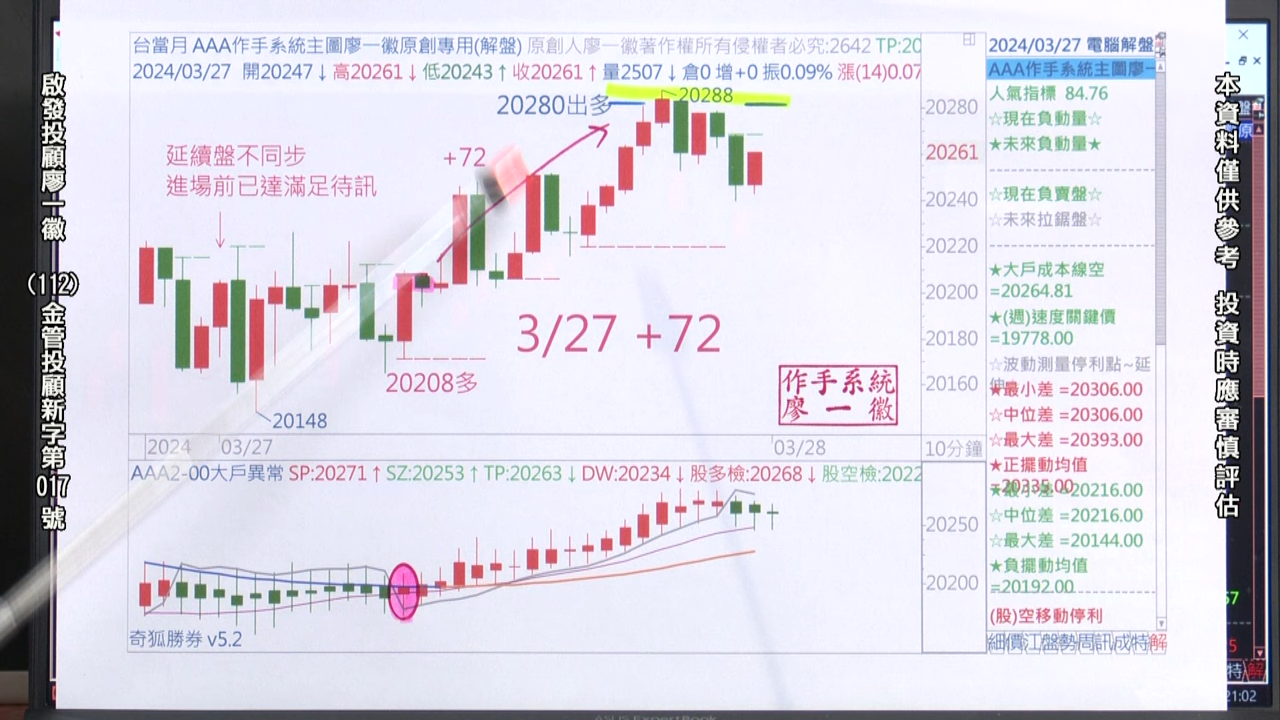 台當月 AAA作手系統主圖廖一徽原創專用(解盤) 原創人廖一徽著作權所有侵權者必究:2642 TP:20
2024/03/27 開20247↓高20261↓低20243↑收20261↑量2507↓倉0 增+0 振0.09% 漲(14)0.07
20280出多
20288
延續盤不同步
進場前已達滿足待訊
+72
3/27 +72
20208多
20148
作手系統
廖一徽
20280
20261
20240
20220
20200
20180
20160
2024
03/27
03/28
10分鐘
AAA2-00大戶異常 SP:20271↑SZ:20253↑TP:20263↓DW:20234↓股多檢:20268↓股空檢:2022
20250
20200
奇狐勝券 v5.2
2024/03/27 電腦解盤
AAA作手系統主圖廖一
人氣指標 84.76
☆現在負動量☆
★未來負動量★
☆現在負賣盤☆
☆未來拉鋸盤☆
★大戶成本線空
=20264.81
★(週)速度關鍵價
=19778.00
☆波動測量停利點~延
★最小差 =20306.00
☆中位差 =20306.00
☆最大差 =20393.00
★正擺動均值
=20335.00
★最小差 =20216.00
☆中位差 =20216.00
☆最大差 =20144.00
★負擺動均值
=20192.00
(股)空移動停利
細價江盤勢周訊成特解
啟發投顧廖一徽
(112)金管投顧新字第017號
本資料僅供參考 投資時應審慎評估
21:02